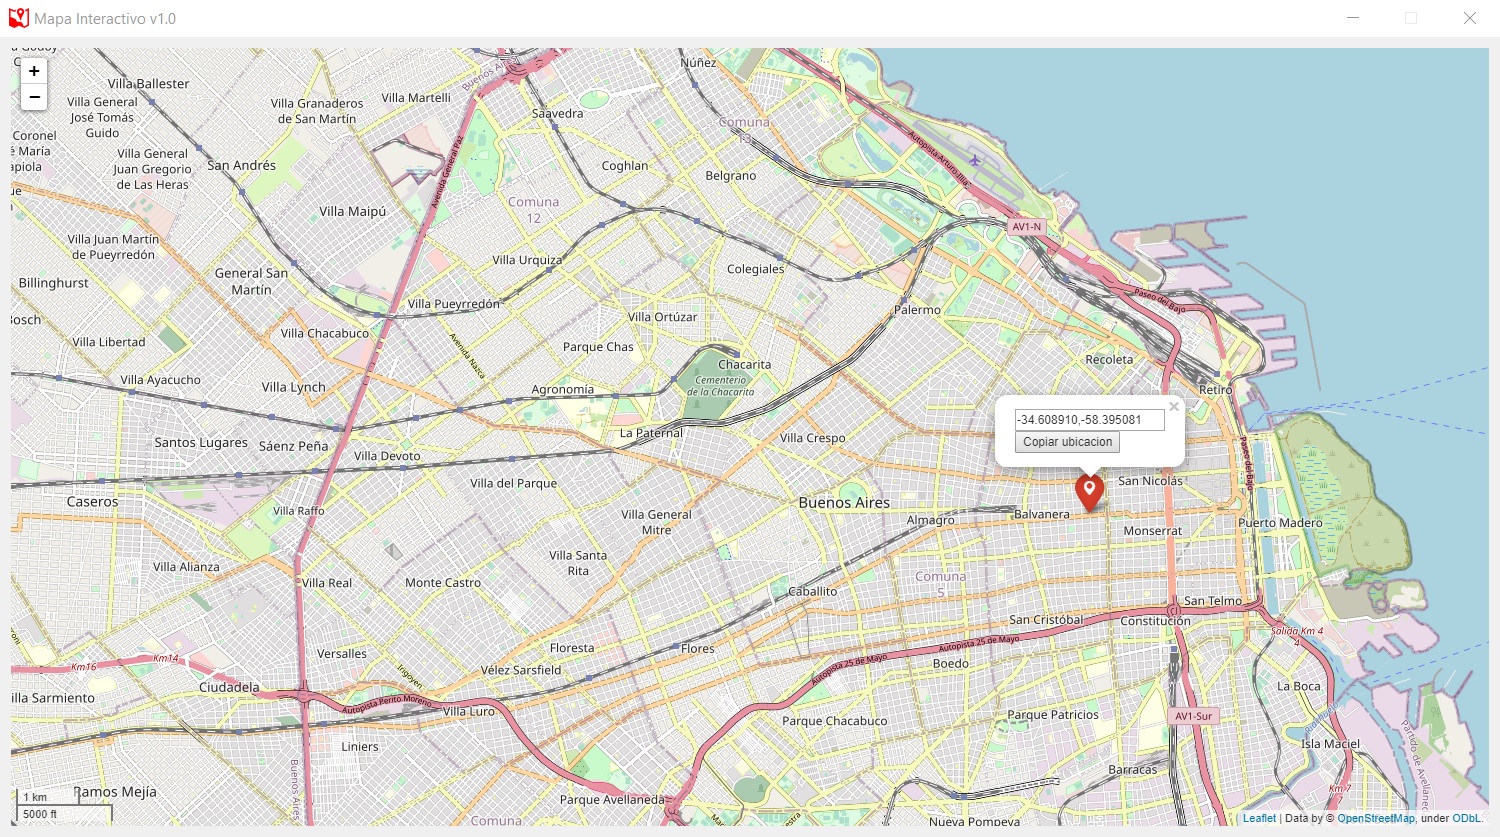 Mapa Interactivo v1.0
+
−
Villa Ballester
Villa General
José Tomás
Guido
Villa Granaderos
de San Martín
Villa Martelli
Saavedra
Núñez
Comuna
13
Coronel
é María
apiola
Villa General
Juan Gregorio
de Las Heras
San Andrés
Avenida General Paz
Coghlan
Belgrano
Autopista Arturo Illia
Villa Maipú
Comuna
12
AV1-N
Villa Juan Martín
de Pueyrredón
Villa Urquiza
Colegiales
General San
Martín
Billinghurst
Villa Pueyrredón
Paseo del Bajo
Palermo
Bosch
Villa Ortúzar
Villa Chacabuco
Villa Libertad
Avenida Nazca
Parque Chas
Chacarita
Recoleta
Cementerio
de la Chacarita
Villa Ayacucho
Villa Lynch
Agronomía
Retiro
-34.608910,-58.395081
×
Copiar ubicacion
La Paternal
Villa Crespo
Santos Lugares
Sáenz Peña
Villa Devoto
Paseo del Bajo
Villa del Parque
San Nicolás
Caseros
Villa Raffo
Villa General
Mitre
Buenos Aires
Almagro
Balvanera
Monserrat
Puerto Madero
Villa Alianza
Villa Santa
Rita
Villa Real
Monte Castro
Comuna
5
Caballito
San Telmo
San Cristóbal
Constitución
Salida Km 4
Autopista 25 de Mayo
Autopista 25 de Mayo
Versalles
Floresta
Flores
Km16
Km14
Irigoyen
Vélez Sarsfield
Boedo
Ciudadela
illa Sarmiento
La Boca
Autopista Perito Moreno
Villa Luro
Parque Chacabuco
Parque Patricios
AV1-Sur
Liniers
Isla Maciel
Partido de Avellaneda
Barracas
Buenos Aires
Km 7
Ramos Mejía
1 km
5000 ft
Parque Avellaneda
Nueva Pompeya
Leaflet | Data by © OpenStreetMap, under ODbL.